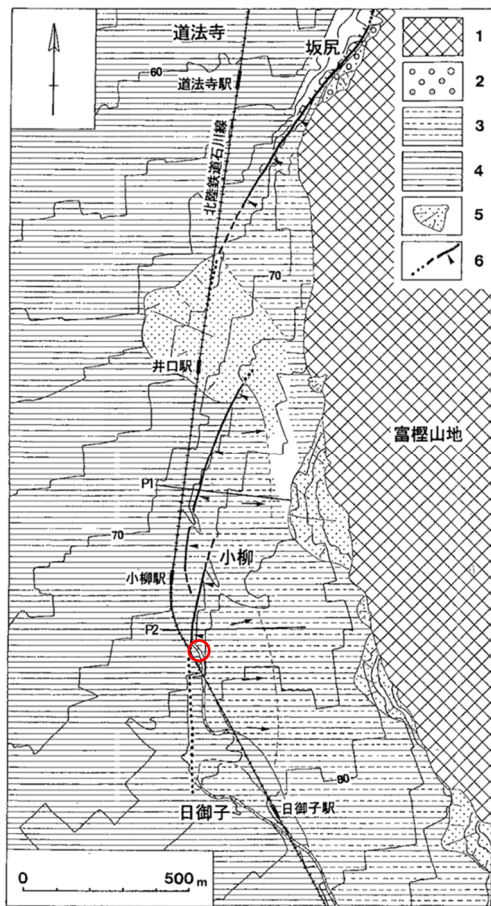 道法寺
坂尻
60
道法寺駅
北陸鉄道石川線
70
井口駅
富樫山地
P1
70
小柳
小柳駅
P2
80
日御子
日御子駅
0 500 m
1
2
3
4
5
6